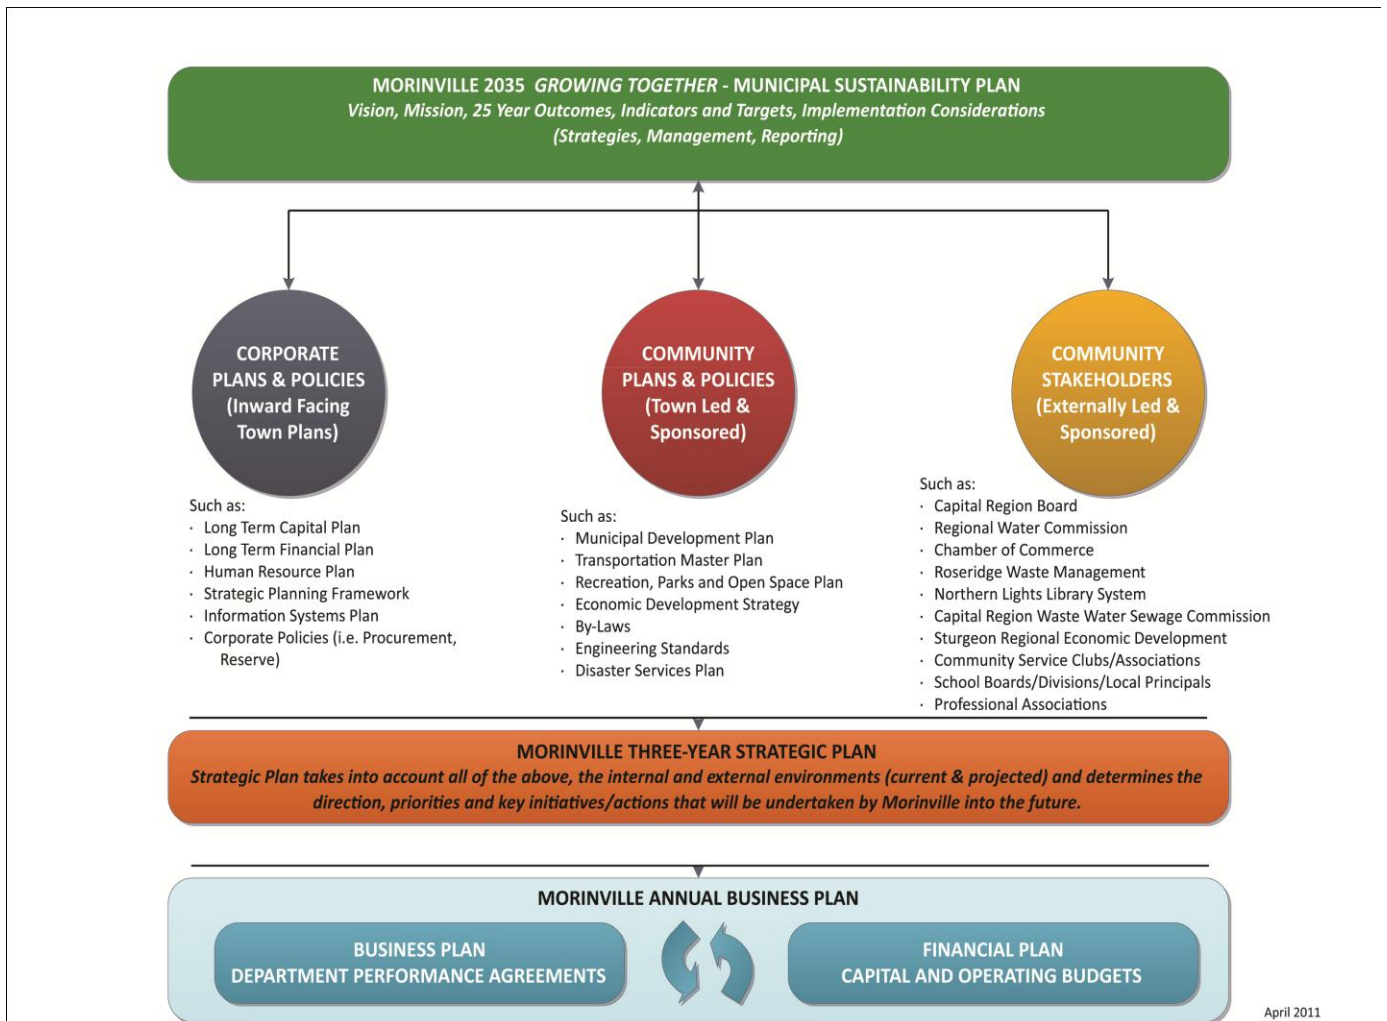 MORINVILLE 2035 GROWING TOGETHER - MUNICIPAL SUSTAINABILITY PLAN
Vision, Mission, 25 Year Outcomes, Indicators and Targets, Implementation Considerations
(Strategies, Management, Reporting)
CORPORATE
PLANS & POLICIES
(Inward Facing
Town Plans)
Such as:
· Long Term Capital Plan
· Long Term Financial Plan
· Human Resource Plan
· Strategic Planning Framework
· Information Systems Plan
· Corporate Policies (i.e. Procurement,
Reserve)
COMMUNITY
PLANS & POLICIES
(Town Led &
Sponsored)
Such as:
· Municipal Development Plan
· Transportation Master Plan
· Recreation, Parks and Open Space Plan
· Economic Development Strategy
· By-Laws
· Engineering Standards
· Disaster Services Plan
COMMUNITY
STAKEHOLDERS
(Externally Led &
Sponsored)
Such as:
· Capital Region Board
· Regional Water Commission
· Chamber of Commerce
· Roseridge Waste Management
· Northern Lights Library System
· Capital Region Waste Water Sewage Commission
· Sturgeon Regional Economic Development
· Community Service Clubs/Associations
· School Boards/Divisions/Local Principals
· Professional Associations
MORINVILLE THREE-YEAR STRATEGIC PLAN
Strategic Plan takes into account all of the above, the internal and external environments (current & projected) and determines the
direction, priorities and key initiatives/actions that will be undertaken by Morinville into the future.
MORINVILLE ANNUAL BUSINESS PLAN
BUSINESS PLAN
DEPARTMENT PERFORMANCE AGREEMENTS
FINANCIAL PLAN
CAPITAL AND OPERATING BUDGETS
April 2011